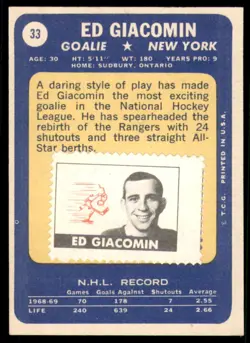 33
ED GIACOMIN
GOALIE ★ NEW YORK
AGE: 30 HT: 5'11" WT: 180 YEARS PRO: 9
HOME: SUDBURY, ONTARIO
A daring style of play has made
Ed Giacomin the most exciting
goalie in the National Hockey
League. He has spearheaded the
rebirth of the Rangers with 24
shutouts and three straight All-
Star berths.
ED GIACOMIN
N.H.L. RECORD
Games Goals Against Shutouts Average
1968-69 70 178 7 2.55
LIFE 240 639 24 2.66
© T.C.G. PRINTED IN U.S.A.